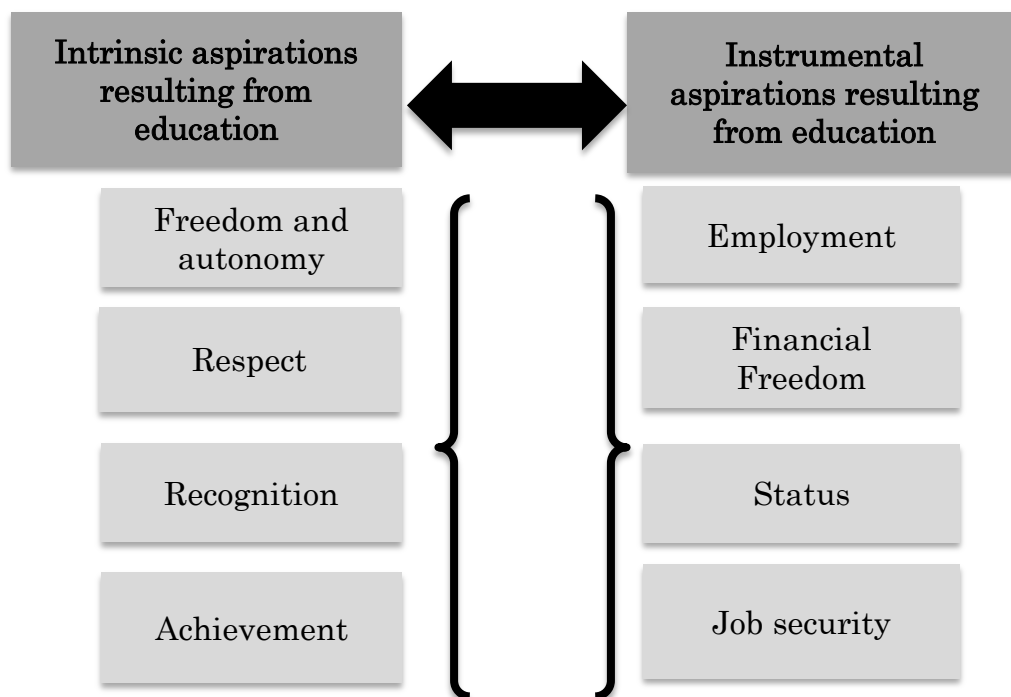 Intrinsic aspirations
resulting from
education
Instrumental
aspirations resulting
from education
Freedom and
autonomy
Respect
Recognition
Achievement
Employment
Financial
Freedom
Status
Job security